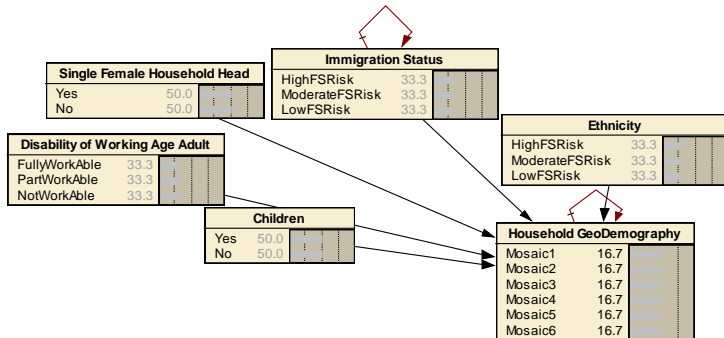 Immigration Status
HighFSRisk 33.3
ModerateFSRisk 33.3
LowFSRisk 33.3
Single Female Household Head
Yes 50.0
No 50.0
Ethnicity
HighFSRisk 33.3
ModerateFSRisk 33.3
LowFSRisk 33.3
Disability of Working Age Adult
FullyWorkAble 33.3
PartWorkAble 33.3
NotWorkAble 33.3
Children
Yes 50.0
No 50.0
Household GeoDemography
Mosaic1 16.7
Mosaic2 16.7
Mosaic3 16.7
Mosaic4 16.7
Mosaic5 16.7
Mosaic6 16.7